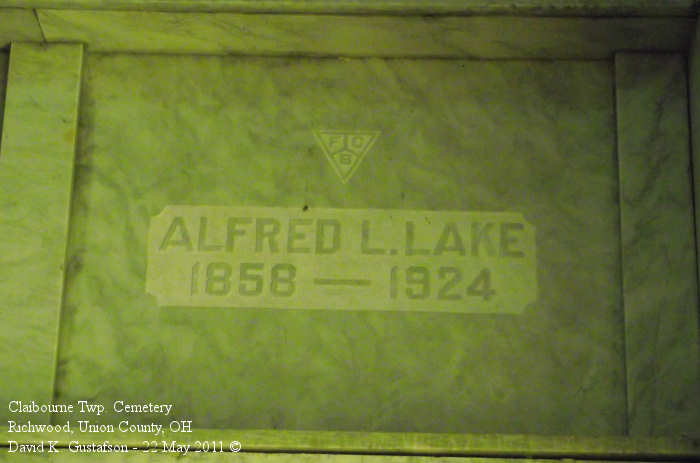 F C
B
ALFRED L. LAKE
1858 — 1924
Claibourne Twp. Cemetery
Richwood, Union County, OH
David K. Gustafson - 22 May 2011 ©